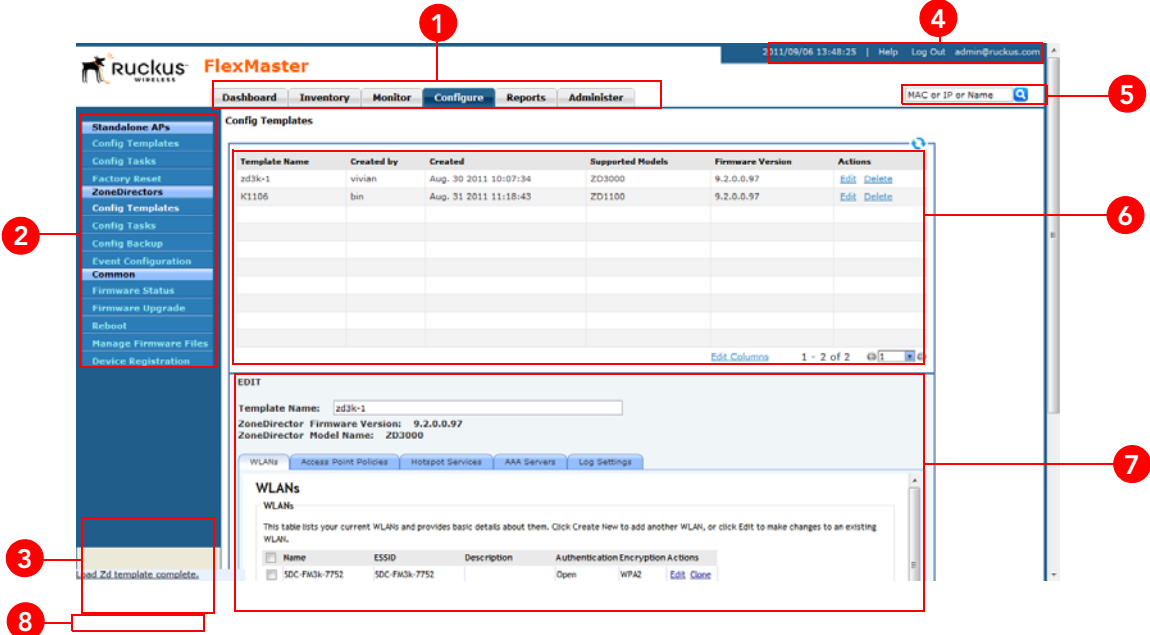 1
4
2011/09/06 13:48:25 | Help Log Out admin@ruckus.com
Ruckus WIRELESS FlexMaster
Dashboard Inventory Monitor Configure Reports Administer
MAC or IP or Name
5
Config Templates
Standalone APs
Config Templates
Config Tasks
Factory Reset
ZoneDirectors
Config Templates
Config Tasks
Config Backup
Event Configuration
Common
Firmware Status
Firmware Upgrade
Reboot
Manage Firmware Files
Device Registration
2
Template Name Created by Created Supported Models Firmware Version Actions
zd3k-1 vivian Aug. 30 2011 10:07:34 ZD3000 9.2.0.0.97 Edit Delete
K1106 bin Aug. 31 2011 11:18:43 ZD1100 9.2.0.0.97 Edit Delete
6
Edit Columns 1 - 2 of 2 1
EDIT
Template Name: zd3k-1
ZoneDirector Firmware Version: 9.2.0.0.97
ZoneDirector Model Name: ZD3000
WLANs Access Point Policies Hotspot Services AAA Servers Log Settings
7
WLANs
WLANs
This table lists your current WLANs and provides basic details about them. Click Create New to add another WLAN, or click Edit to make changes to an existing
WLAN.
Name ESSID Description Authentication Encryption Actions
SDC-FM3k-7752 SDC-FM3k-7752 Open WPA2 Edit Clone
3
Load Zd template complete.
8